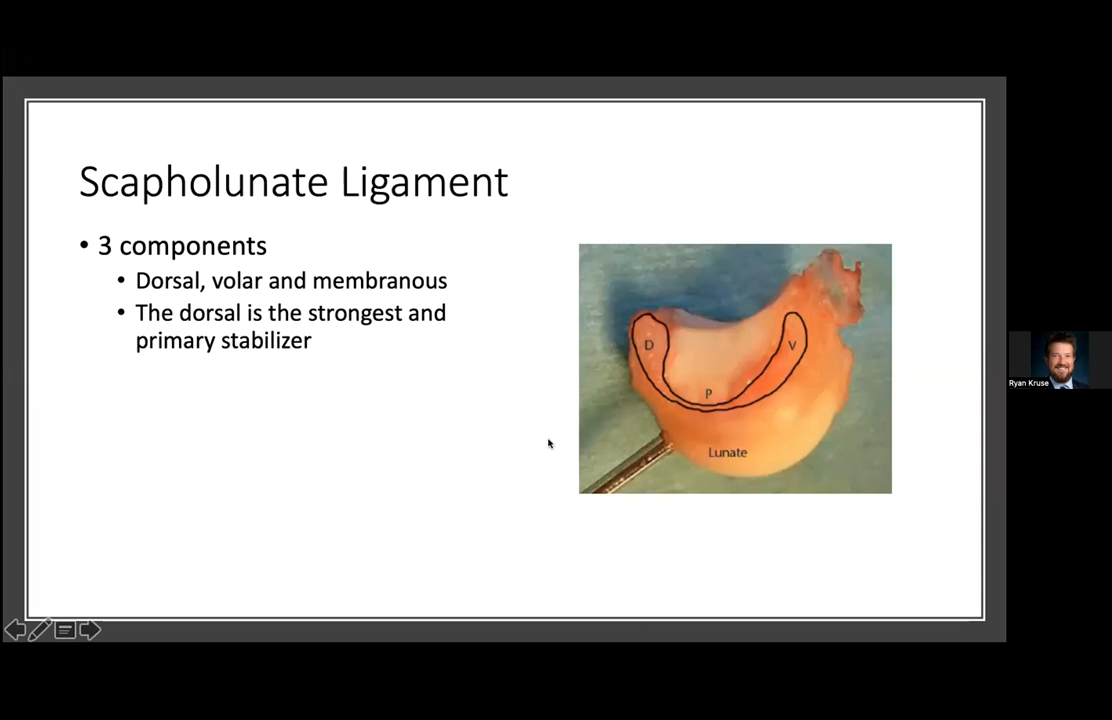 Scapholunate Ligament
• 3 components
• Dorsal, volar and membranous
• The dorsal is the strongest and
primary stabilizer
D
V
P
Lunate
Ryan Kruse